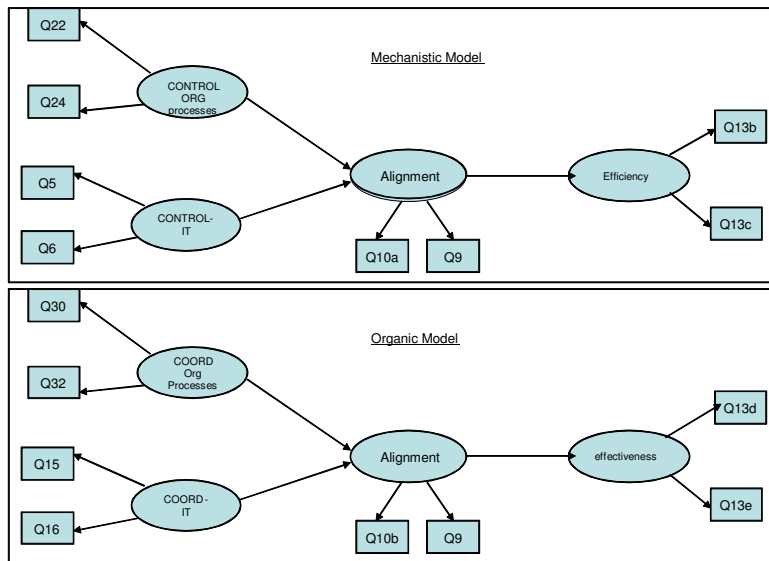 Q22
Mechanistic Model
CONTROL
ORG
processes
Q24
Q13b
Q5
Alignment
Efficiency
CONTROL-
IT
Q6
Q13c
Q10a
Q9
Q30
Organic Model
COORD
Org
Processes
Q32
Q13d
Q15
Alignment
effectiveness
COORD-
IT
Q16
Q13e
Q10b
Q9